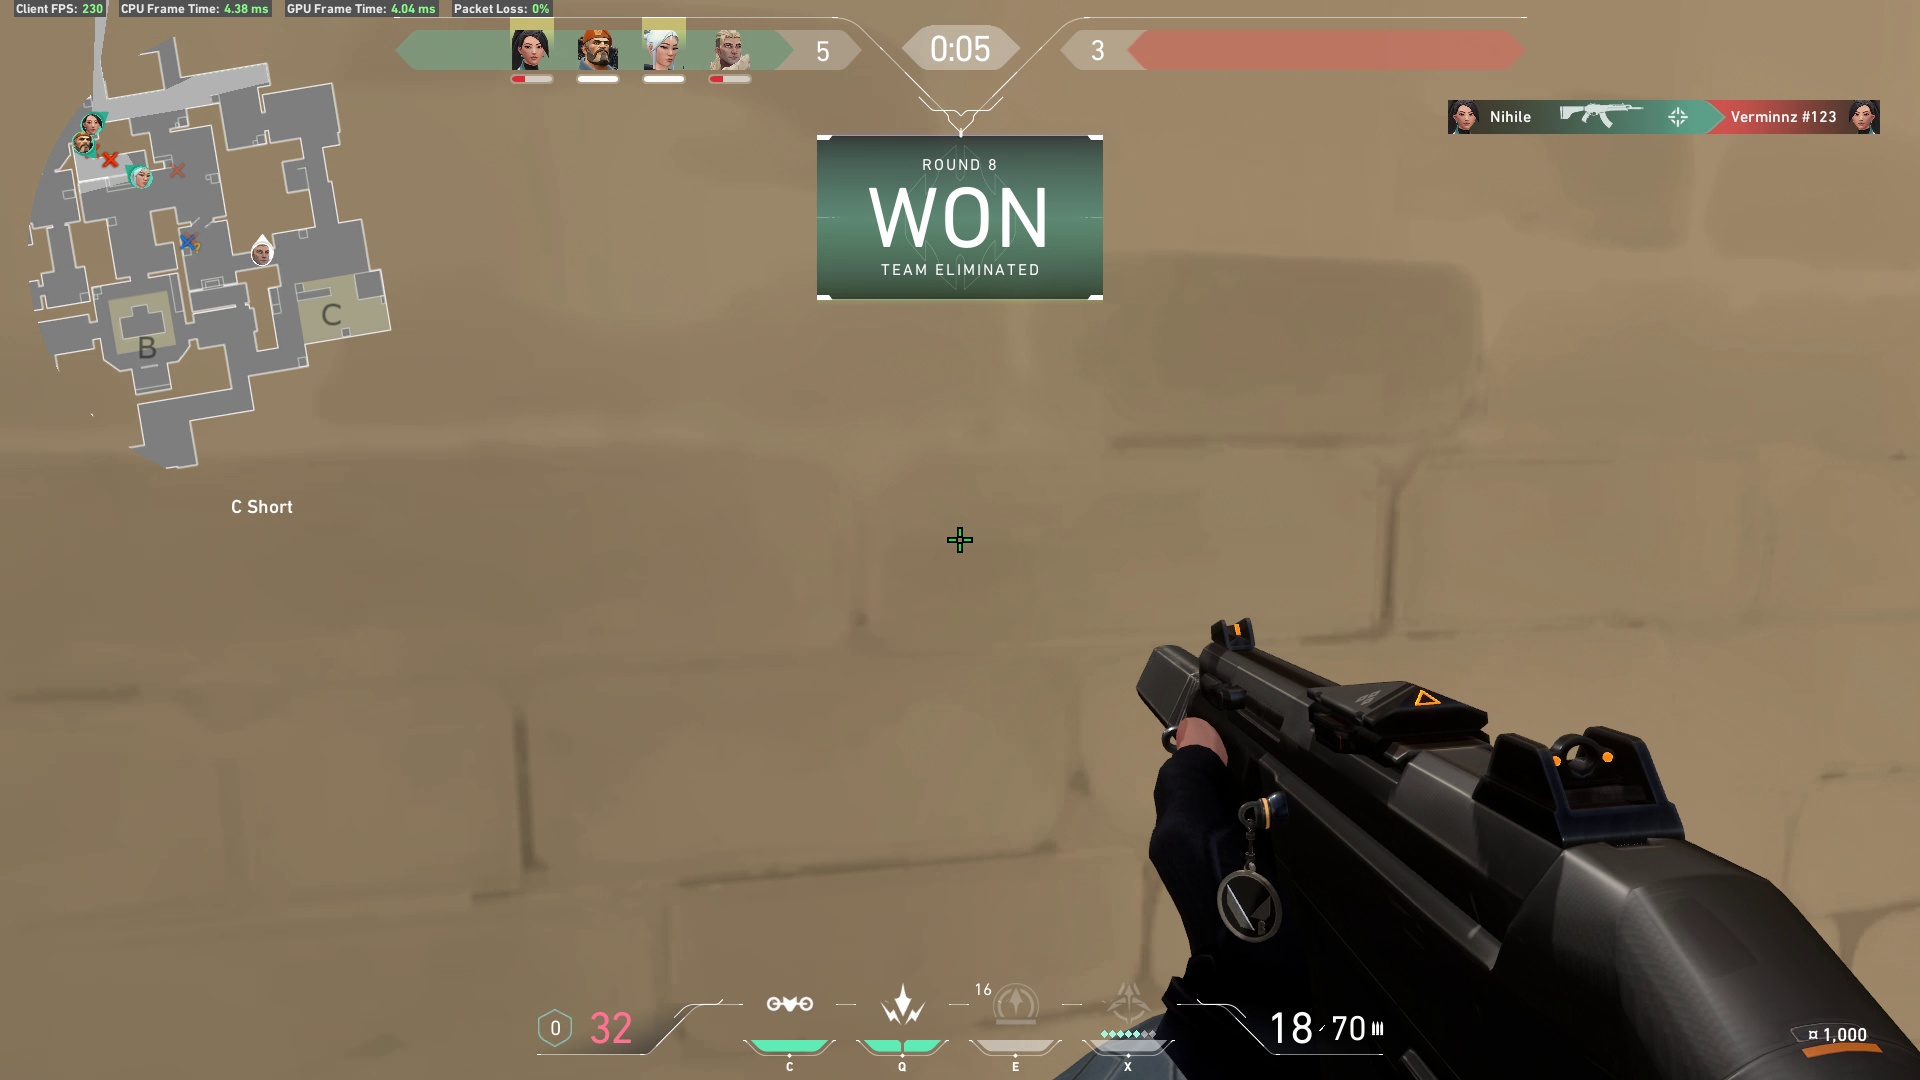 Client FPS: 230 CPU Frame Time: 4.38 ms GPU Frame Time: 4.04 ms Packet Loss: 0%
5 0:05 3
Nihile Verminnz #123
ROUND 8
WON
TEAM ELIMINATED
?
C
B
C Short
16
0 32
18 / 70
¤ 1,000
C Q E X